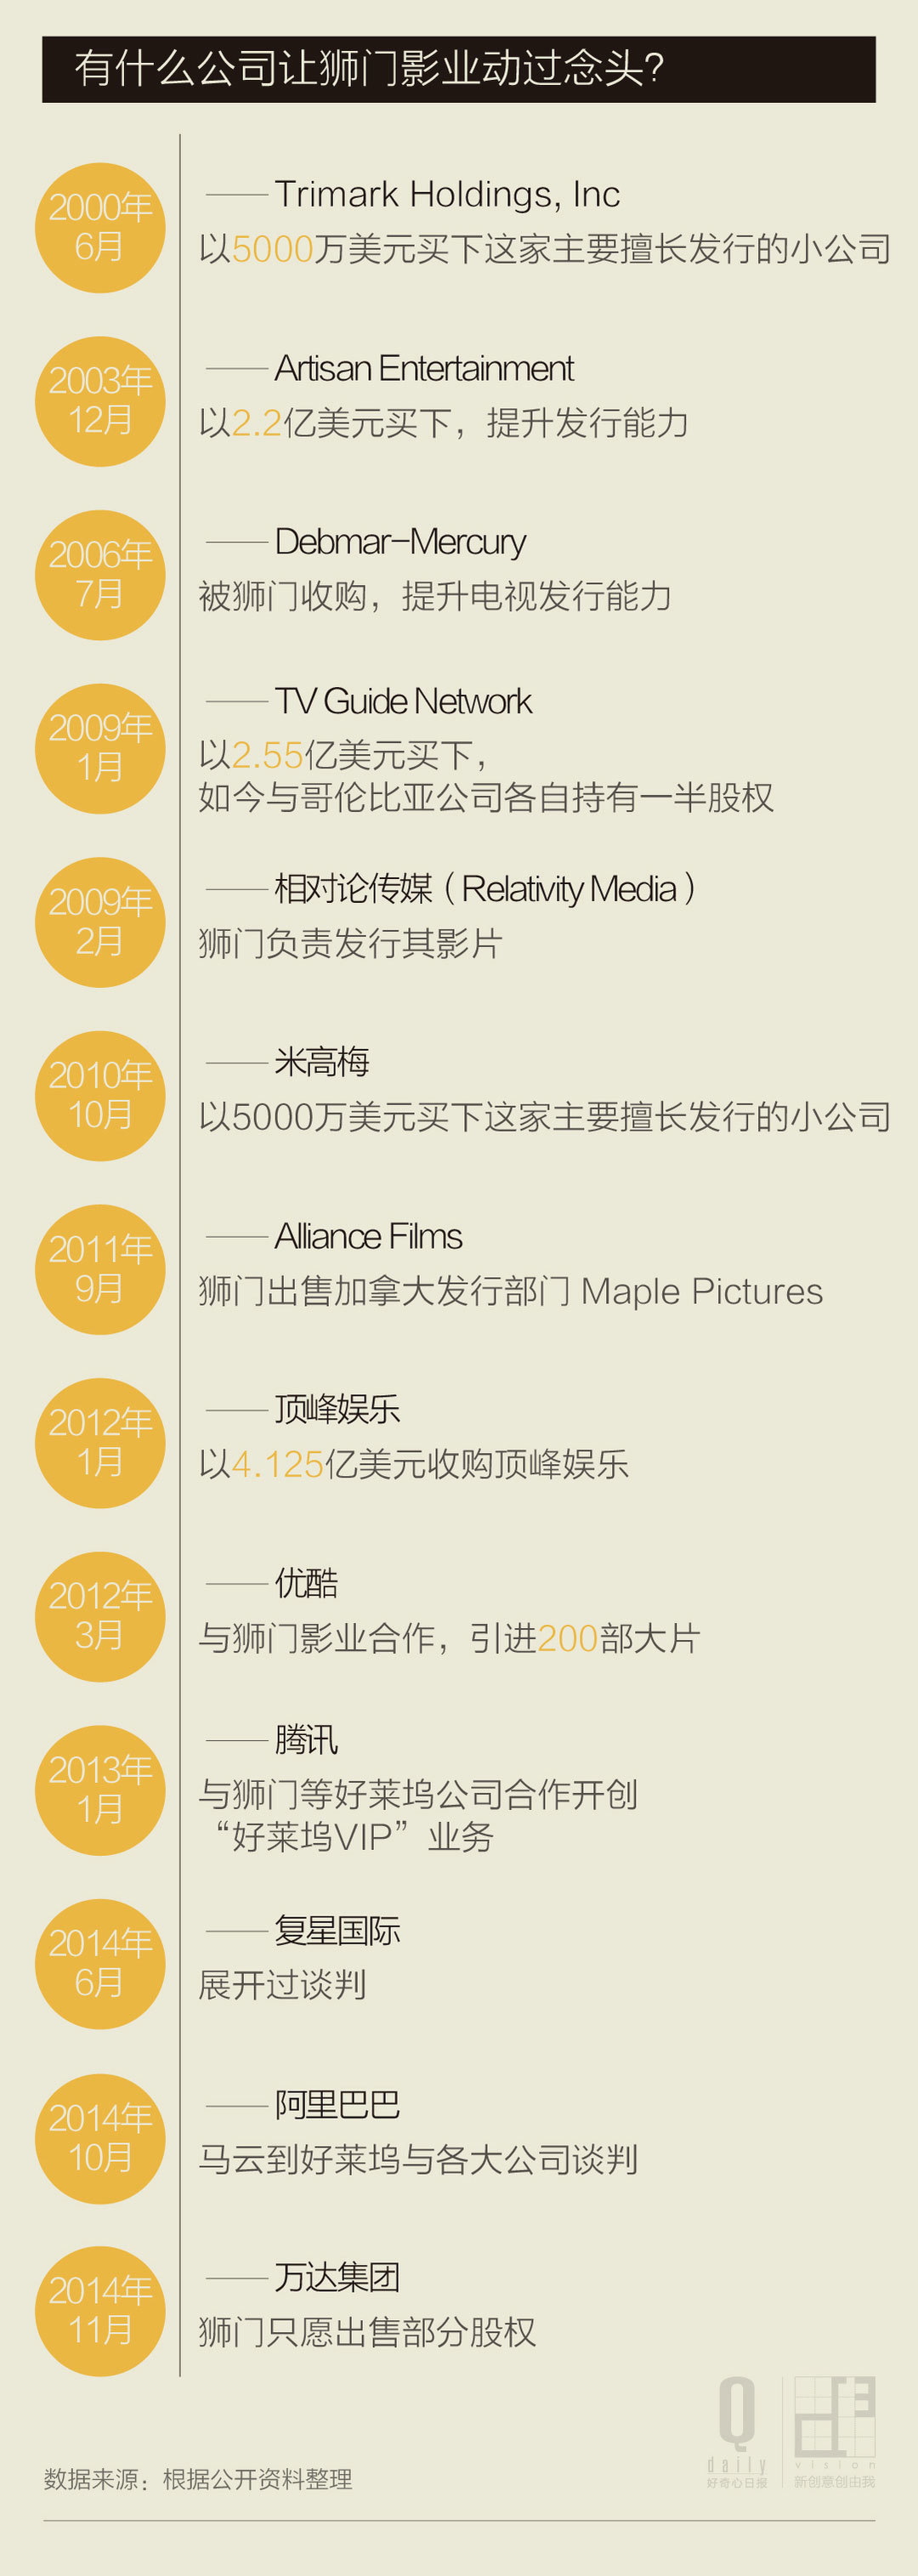 有什么公司让狮门影业动过念头？
2000年
6月
Trimark Holdings, Inc
以5000万美元买下这家主要擅长发行的小公司
2003年
12月
Artisan Entertainment
以2.2亿美元买下，提升发行能力
2006年
7月
Debmar-Mercury
被狮门收购，提升电视发行能力
2009年
1月
TV Guide Network
以2.55亿美元买下，
如今与哥伦比亚公司各自持有一半股权
2009年
2月
相对论传媒（Relativity Media）
狮门负责发行其影片
2010年
10月
米高梅
以5000万美元买下这家主要擅长发行的小公司
2011年
9月
Alliance Films
狮门出售加拿大发行部门 Maple Pictures
2012年
1月
顶峰娱乐
以4.125亿美元收购顶峰娱乐
2012年
3月
优酷
与狮门影业合作，引进200部大片
2013年
1月
腾讯
与狮门等好莱坞公司合作开创
“好莱坞VIP”业务
2014年
6月
复星国际
展开过谈判
2014年
10月
阿里巴巴
马云到好莱坞与各大公司谈判
2014年
11月
万达集团
狮门只愿出售部分股权
数据来源：根据公开资料整理
Q
daily
好奇心日报
vision
新创意创由我